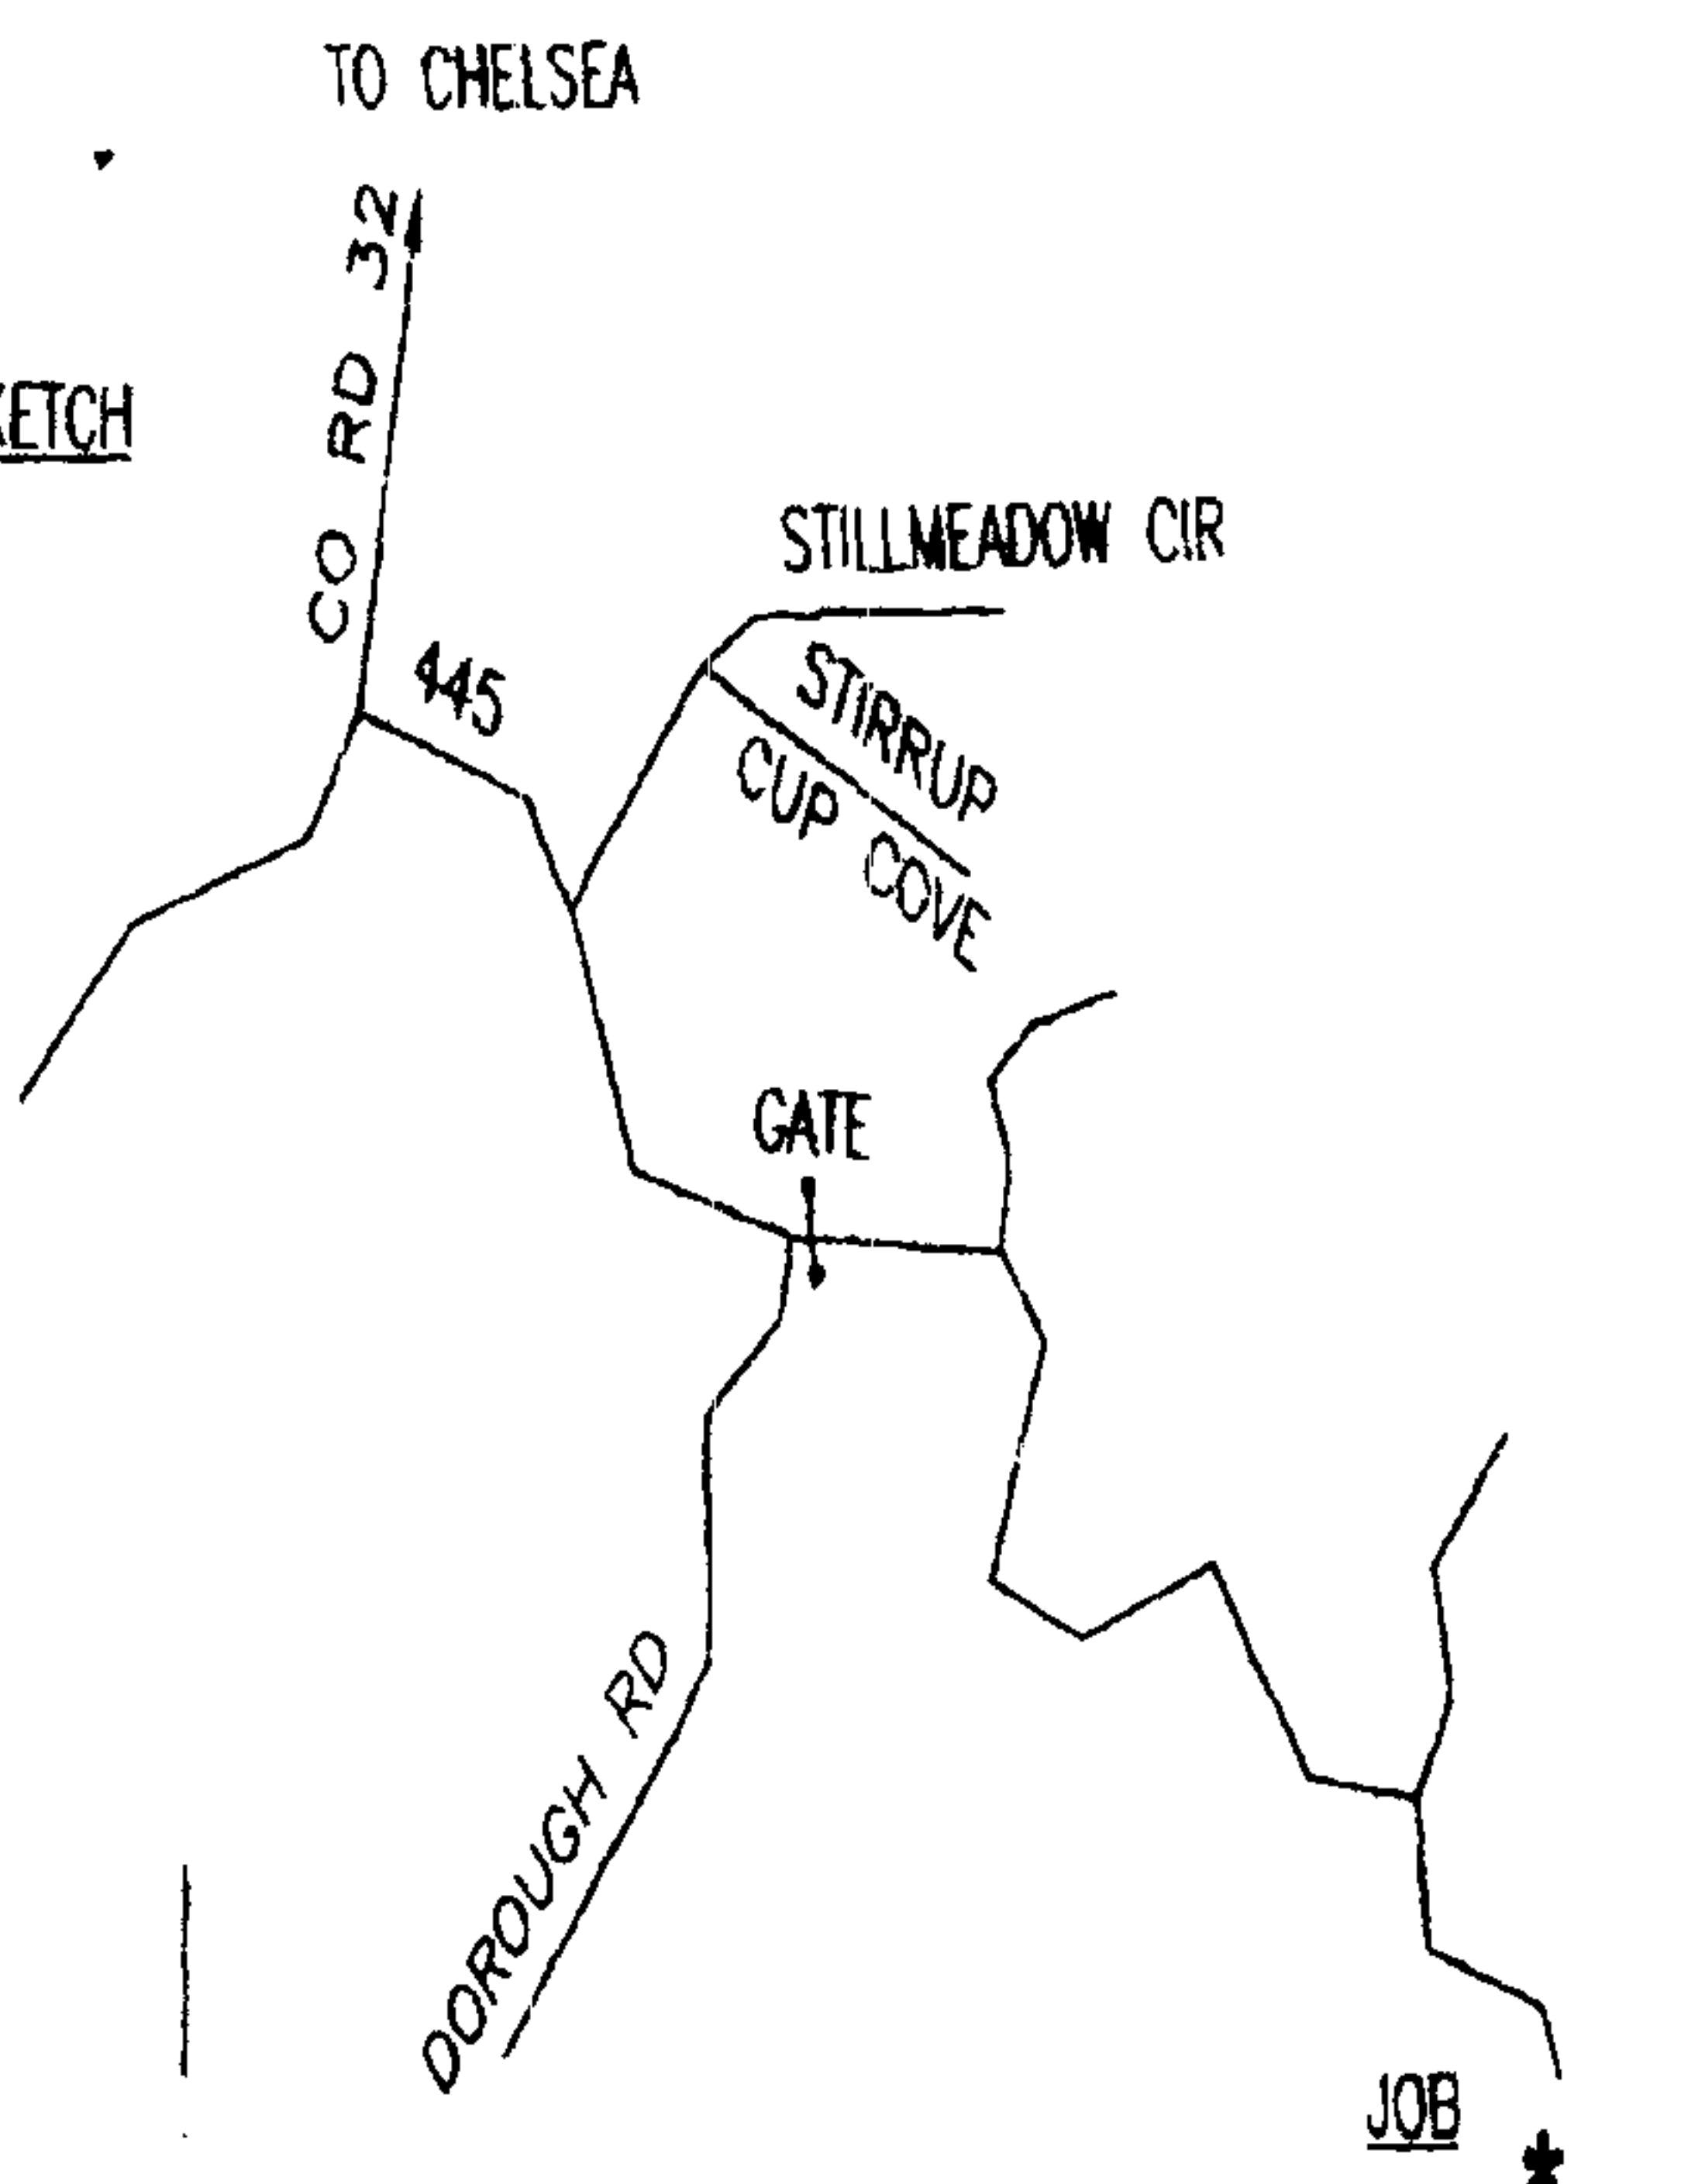 TO CHELSEA
CO RD 32
ETCH
STILLMEADOW CIR
445
STIRRUP
CUP COVE
GATE
DOROUGH RD
JOB